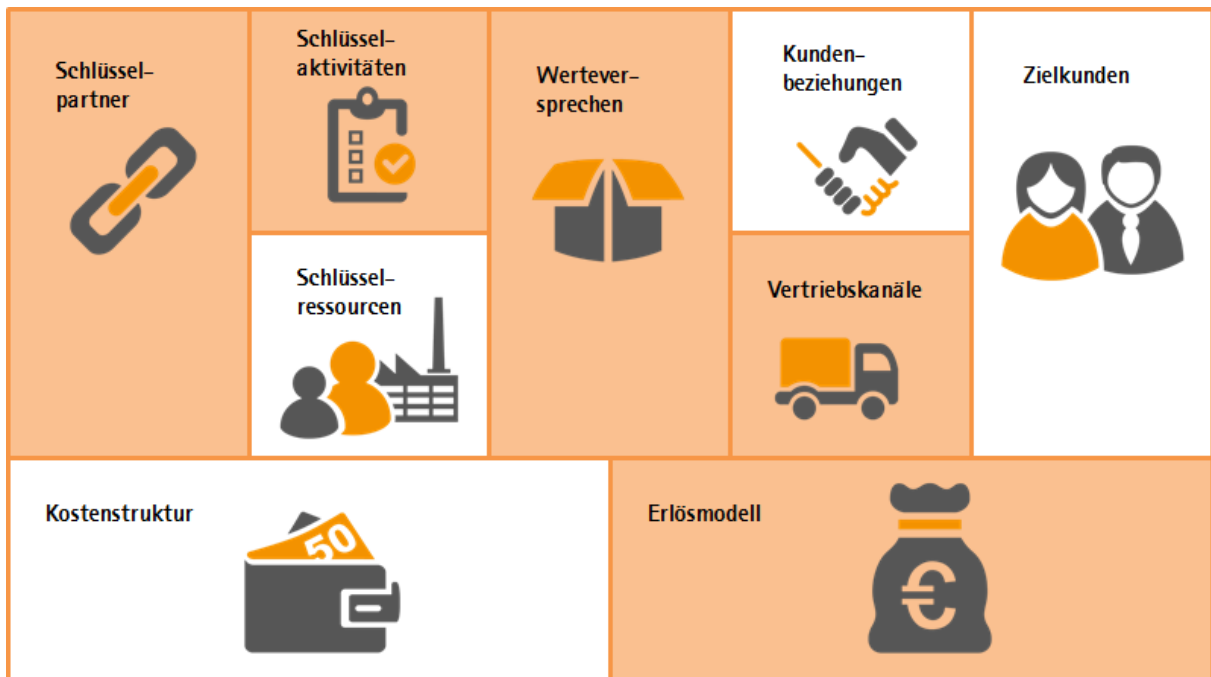 Schlüssel-
partner
Schlüssel-
aktivitäten
Schlüssel-
ressourcen
Wertever-
sprechen
Kunden-
beziehungen
Vertriebskanäle
Zielkunden
Kostenstruktur
50
Erlösmodell
€